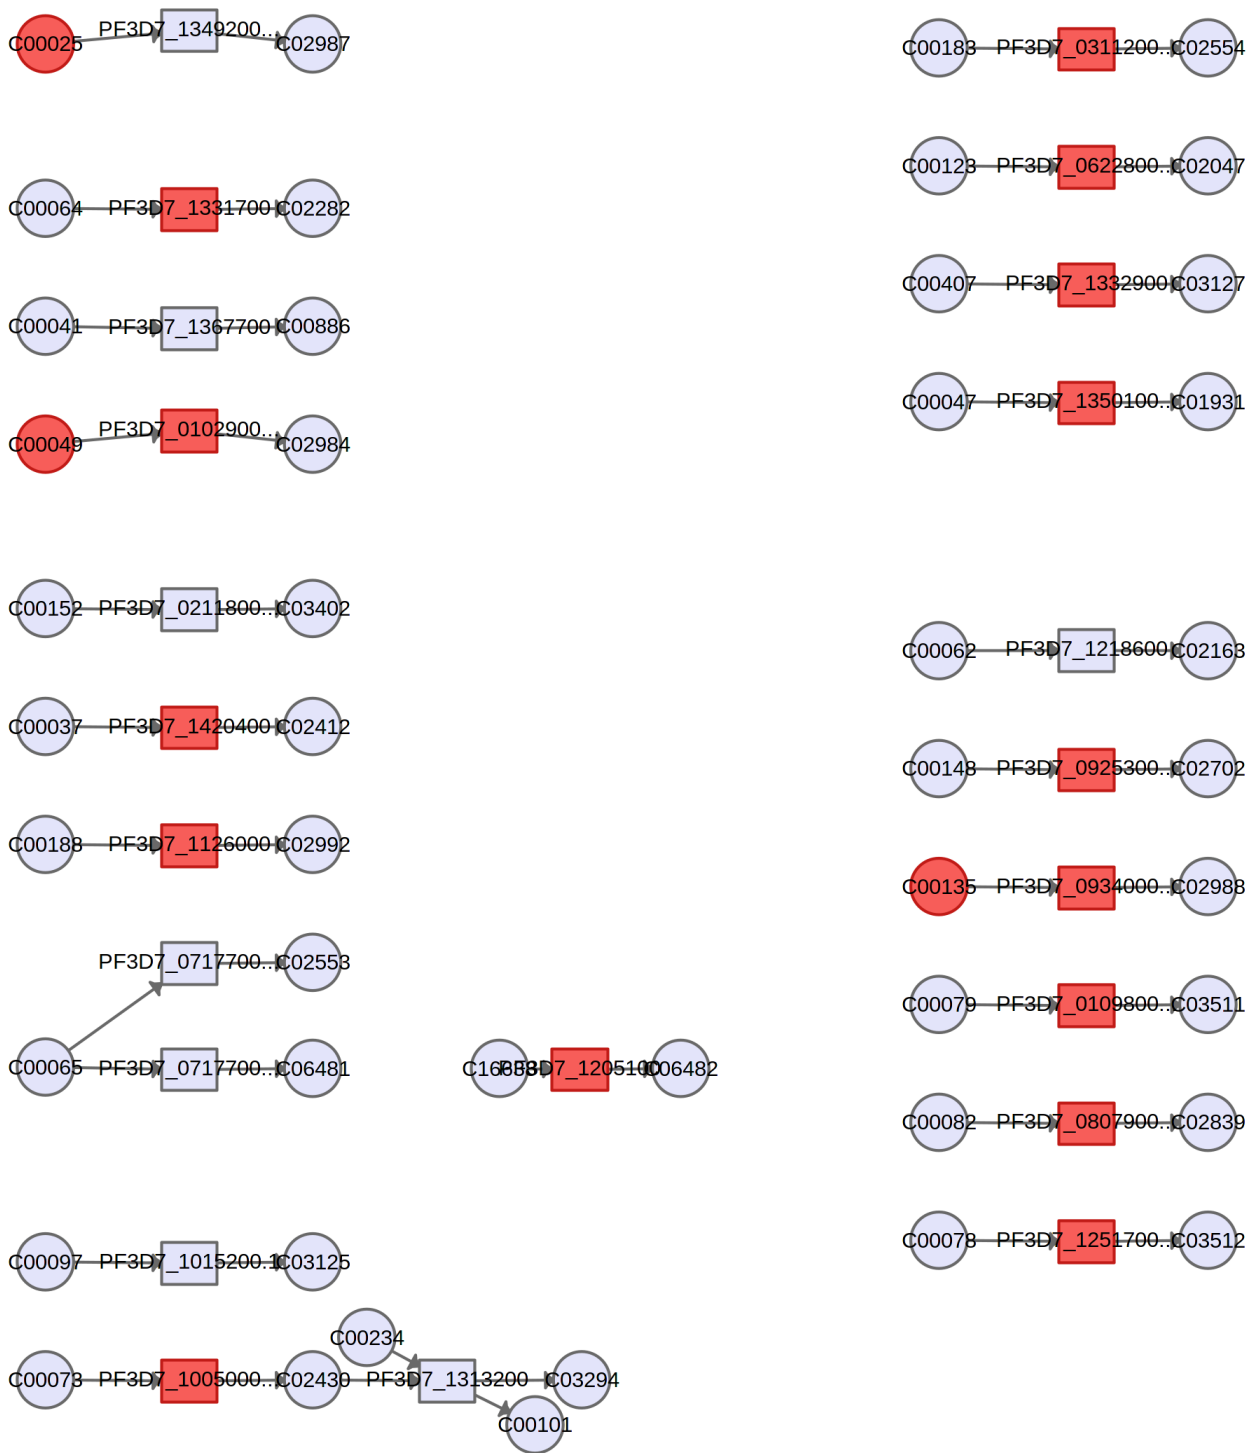 C00025 PF3D7_1349200... C02987
C00183 PF3D7_0311200... C02554
C00123 PF3D7_0622800... C02047
C00064 PF3D7_1331700 C02282
C00407 PF3D7_1332900 C03127
C00041 PF3D7_1367700 C00886
C00047 PF3D7_1350100... C01931
C00049 PF3D7_0102900... C02984
C00152 PF3D7_0211800... C03402
C00062 PF3D7_1218600 C02163
C00037 PF3D7_1420400 C02412
C00148 PF3D7_0925300... C02702
C00188 PF3D7_1126000 C02992
C00135 PF3D7_0934000... C02988
PF3D7_0717700... C02553
C00079 PF3D7_0109800... C03511
C00065 PF3D7_0717700... C06481
PF3D7_1205100 C06482
C00082 PF3D7_0807900... C02839
C00078 PF3D7_1251700... C03512
C00097 PF3D7_1015200.1 C03125
C00234
C00073 PF3D7_1005000... C02430 PF3D7_1313200 C03294
C00101